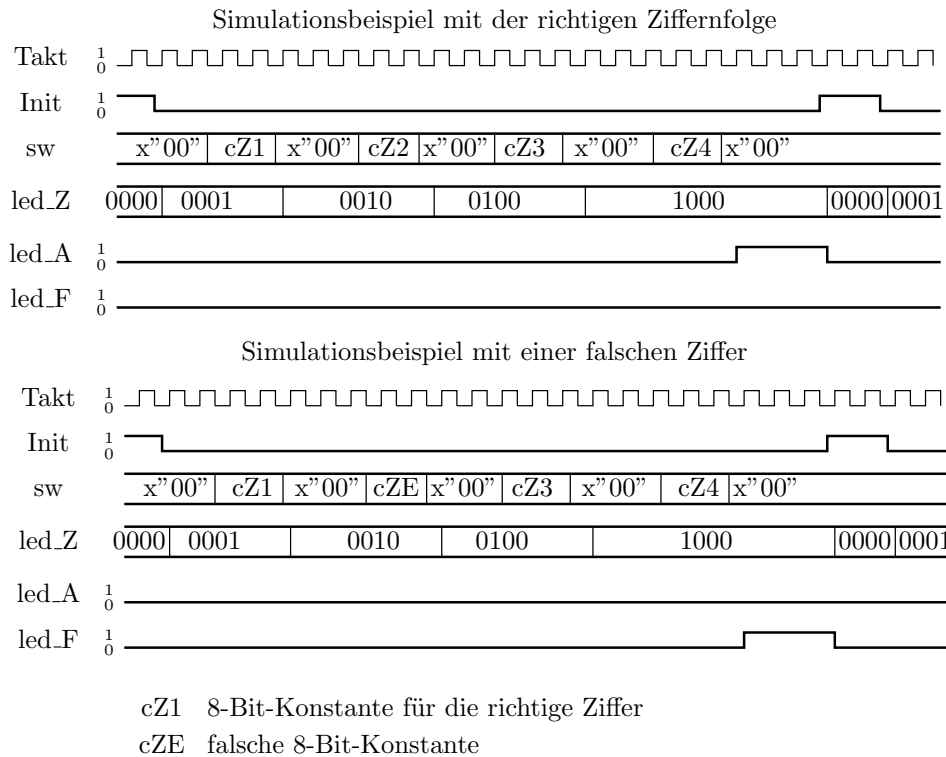 Simulationsbeispiel mit der richtigen Ziffernfolge
Takt 1 0
Init 1 0
sw x”00” cZ1 x”00” cZ2 x”00” cZ3 x”00” cZ4 x”00”
led_Z 0000 0001 0010 0100 1000 0000 0001
led_A 1 0
led_F 1 0
Simulationsbeispiel mit einer falschen Ziffer
Takt 1 0
Init 1 0
sw x”00” cZ1 x”00” cZE x”00” cZ3 x”00” cZ4 x”00”
led_Z 0000 0001 0010 0100 1000 0000 0001
led_A 1 0
led_F 1 0
cZ1 8-Bit-Konstante für die richtige Ziffer
cZE falsche 8-Bit-Konstante